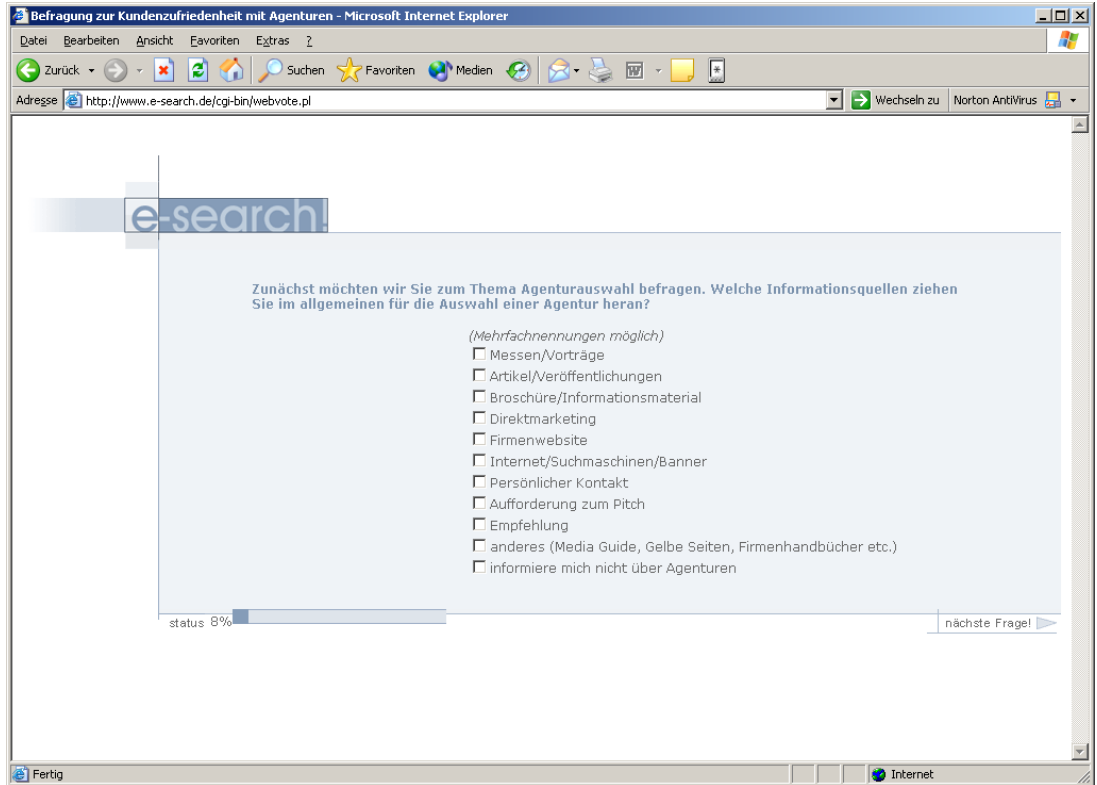 Befragung zur Kundenzufriedenheit mit Agenturen - Microsoft Internet Explorer
Datei Bearbeiten Ansicht Favoriten Extras ?
Zurück Suchen Favoriten Medien
Adresse http://www.e-search.de/cgi-bin/webvote.pl Wechseln zu Norton AntiVirus
e-search!
Zunächst möchten wir Sie zum Thema Agenturauswahl befragen. Welche Informationsquellen ziehen
Sie im allgemeinen für die Auswahl einer Agentur heran?
(Mehrfachnennungen möglich)
Messen/Vorträge
Artikel/Veröffentlichungen
Broschüre/Informationsmaterial
Direktmarketing
Firmenwebsite
Internet/Suchmaschinen/Banner
Persönlicher Kontakt
Aufforderung zum Pitch
Empfehlung
anderes (Media Guide, Gelbe Seiten, Firmenhandbücher etc.)
informiere mich nicht über Agenturen
status 8% nächste Frage!
Fertig Internet